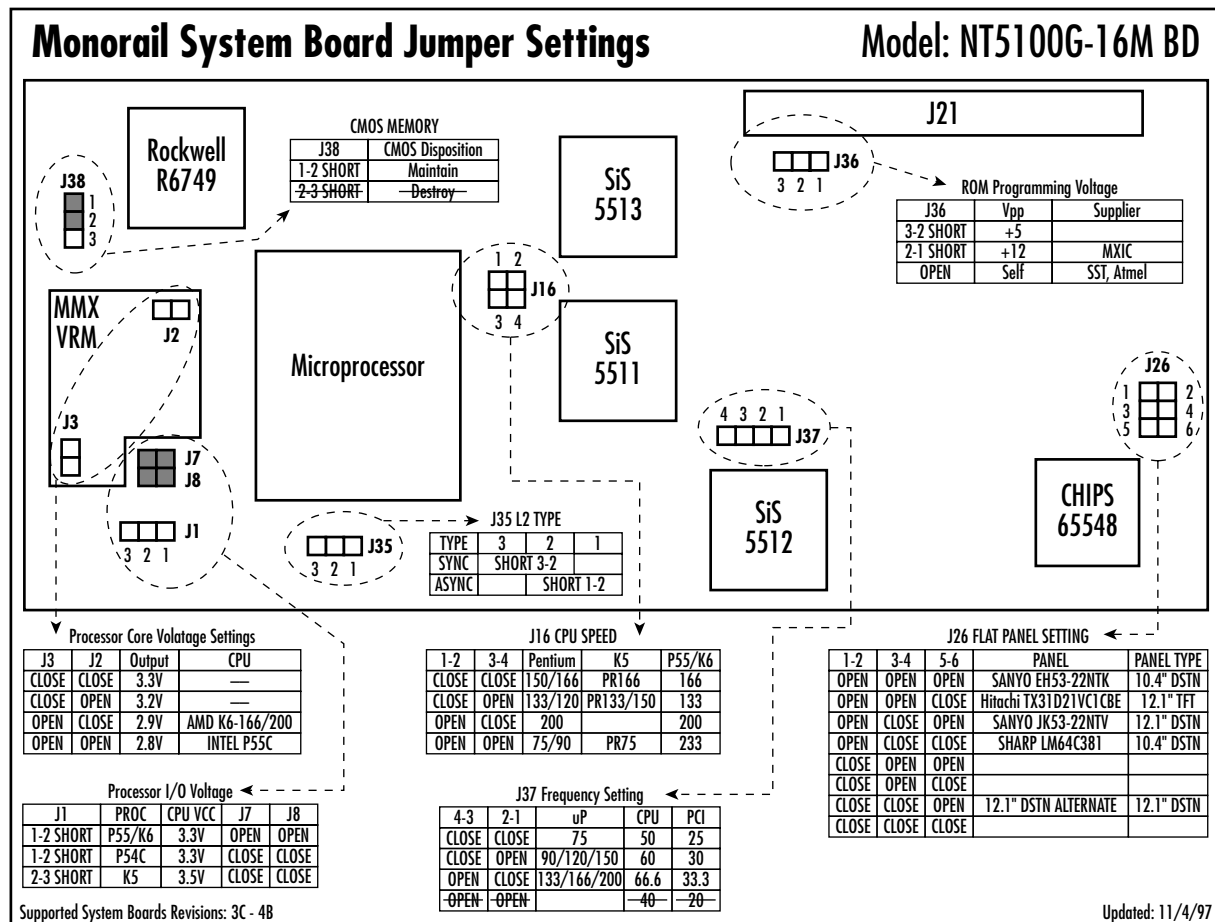 Monorail System Board Jumper Settings
Model: NT5100G-16M BD
J21
Rockwell
R6749
CMOS MEMORY
J38 CMOS Disposition
1-2 SHORT Maintain
2-3 SHORT Destroy
J38
1
2
3
SiS
5513
J36
3 2 1
ROM Programming Voltage
J36 Vpp Supplier
3-2 SHORT +5
2-1 SHORT +12 MXIC
OPEN Self SST, Atmel
MMX
VRM
J2
J3
J7
J8
J1
3 2 1
Microprocessor
1 2
J16
3 4
SiS
5511
4 3 2 1
J37
J26
1 2
3 4
5 6
SiS
5512
CHIPS
65548
J35
3 2 1
J35 L2 TYPE
TYPE 3 2 1
SYNC SHORT 3-2
ASYNC SHORT 1-2
Processor Core Volatage Settings
J3 J2 Output CPU
CLOSE CLOSE 3.3V —
CLOSE OPEN 3.2V —
OPEN CLOSE 2.9V AMD K6-166/200
OPEN OPEN 2.8V INTEL P55C
Processor I/O Voltage
J1 PROC CPU VCC J7 J8
1-2 SHORT P55/K6 3.3V OPEN OPEN
1-2 SHORT P54C 3.3V CLOSE CLOSE
2-3 SHORT K5 3.5V CLOSE CLOSE
J16 CPU SPEED
1-2 3-4 Pentium K5 P55/K6
CLOSE CLOSE 150/166 PR166 166
CLOSE OPEN 133/120 PR133/150 133
OPEN CLOSE 200 200
OPEN OPEN 75/90 PR75 233
J37 Frequency Setting
4-3 2-1 uP CPU PCI
CLOSE CLOSE 75 50 25
CLOSE OPEN 90/120/150 60 30
OPEN CLOSE 133/166/200 66.6 33.3
OPEN OPEN 40 20
J26 FLAT PANEL SETTING
1-2 3-4 5-6 PANEL PANEL TYPE
OPEN OPEN OPEN SANYO EH53-22NTK 10.4" DSTN
OPEN OPEN CLOSE Hitachi TX31D21VC1CBE 12.1" TFT
OPEN CLOSE OPEN SANYO JK53-22NTV 12.1" DSTN
OPEN CLOSE CLOSE SHARP LM64C381 10.4" DSTN
CLOSE OPEN OPEN
CLOSE OPEN CLOSE
CLOSE CLOSE OPEN 12.1" DSTN ALTERNATE 12.1" DSTN
CLOSE CLOSE CLOSE
Supported System Boards Revisions: 3C - 4B
Updated: 11/4/97